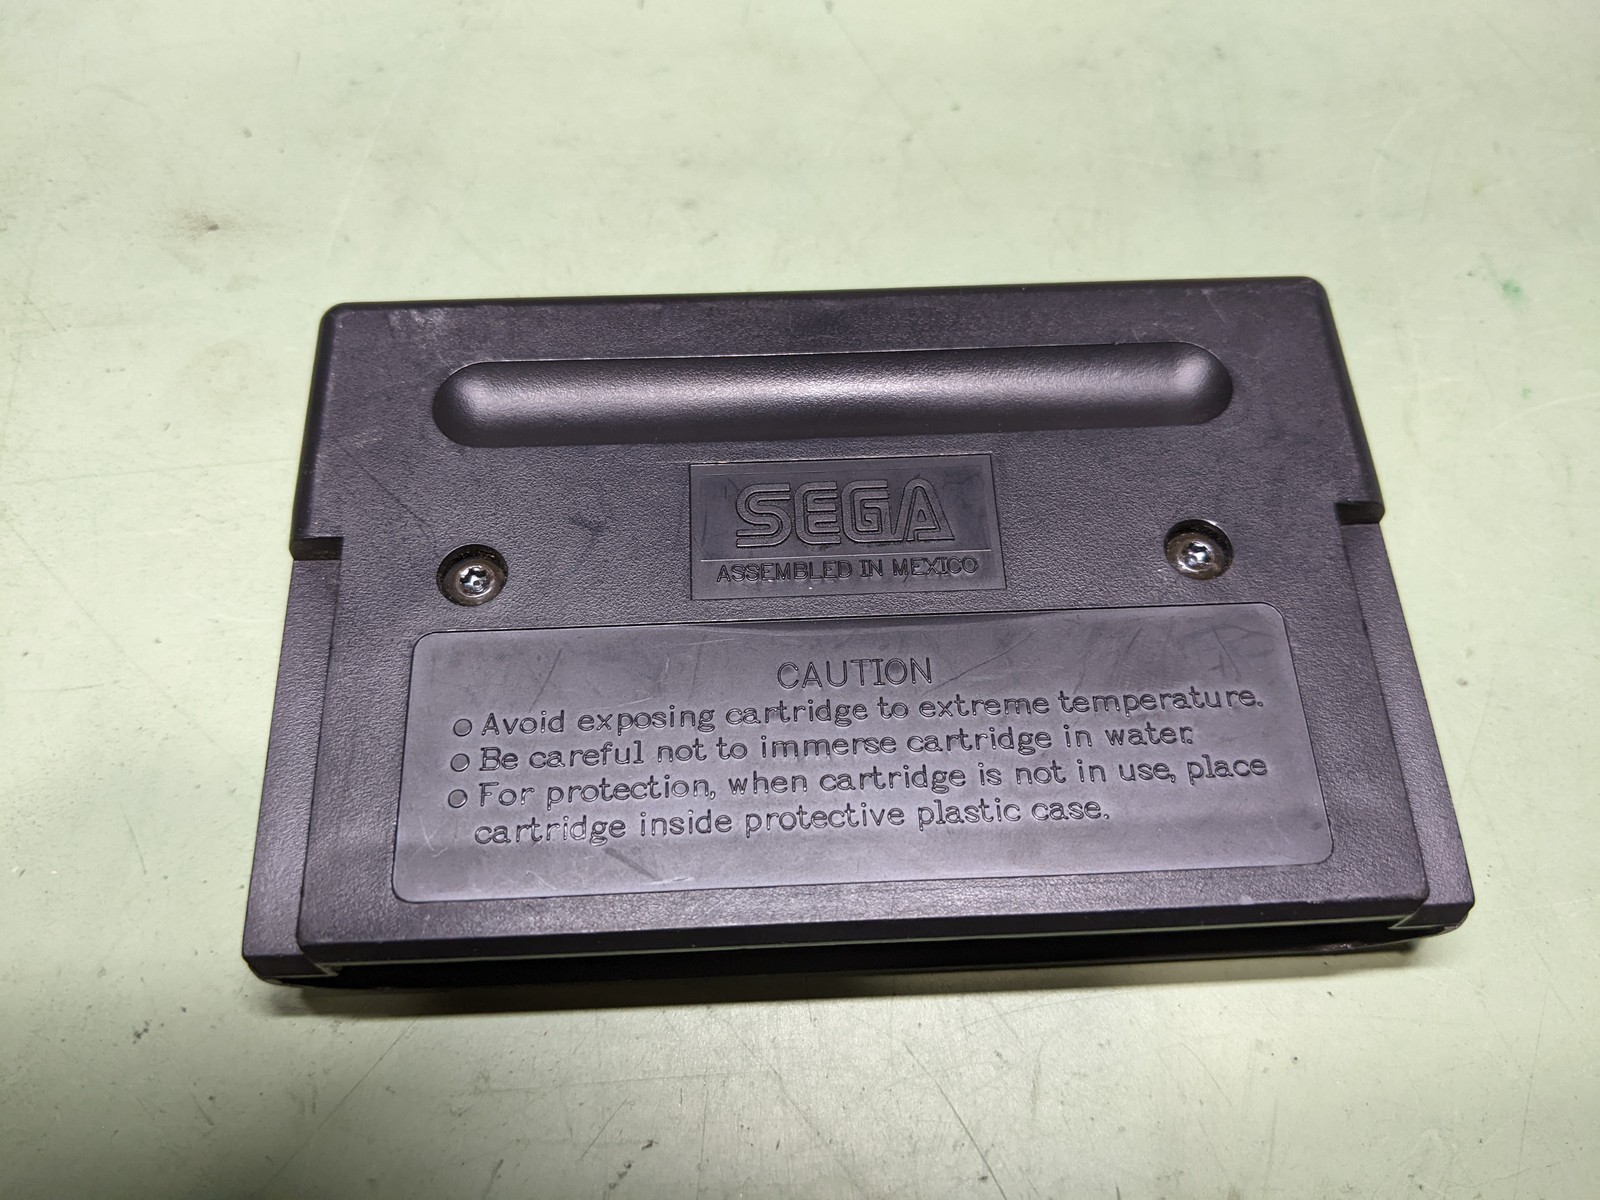 SEGA
ASSEMBLED IN MEXICO
CAUTION
Avoid exposing cartridge to extreme temperature.
Be careful not to immerse cartridge in water.
For protection, when cartridge is not in use, place
cartridge inside protective plastic case.